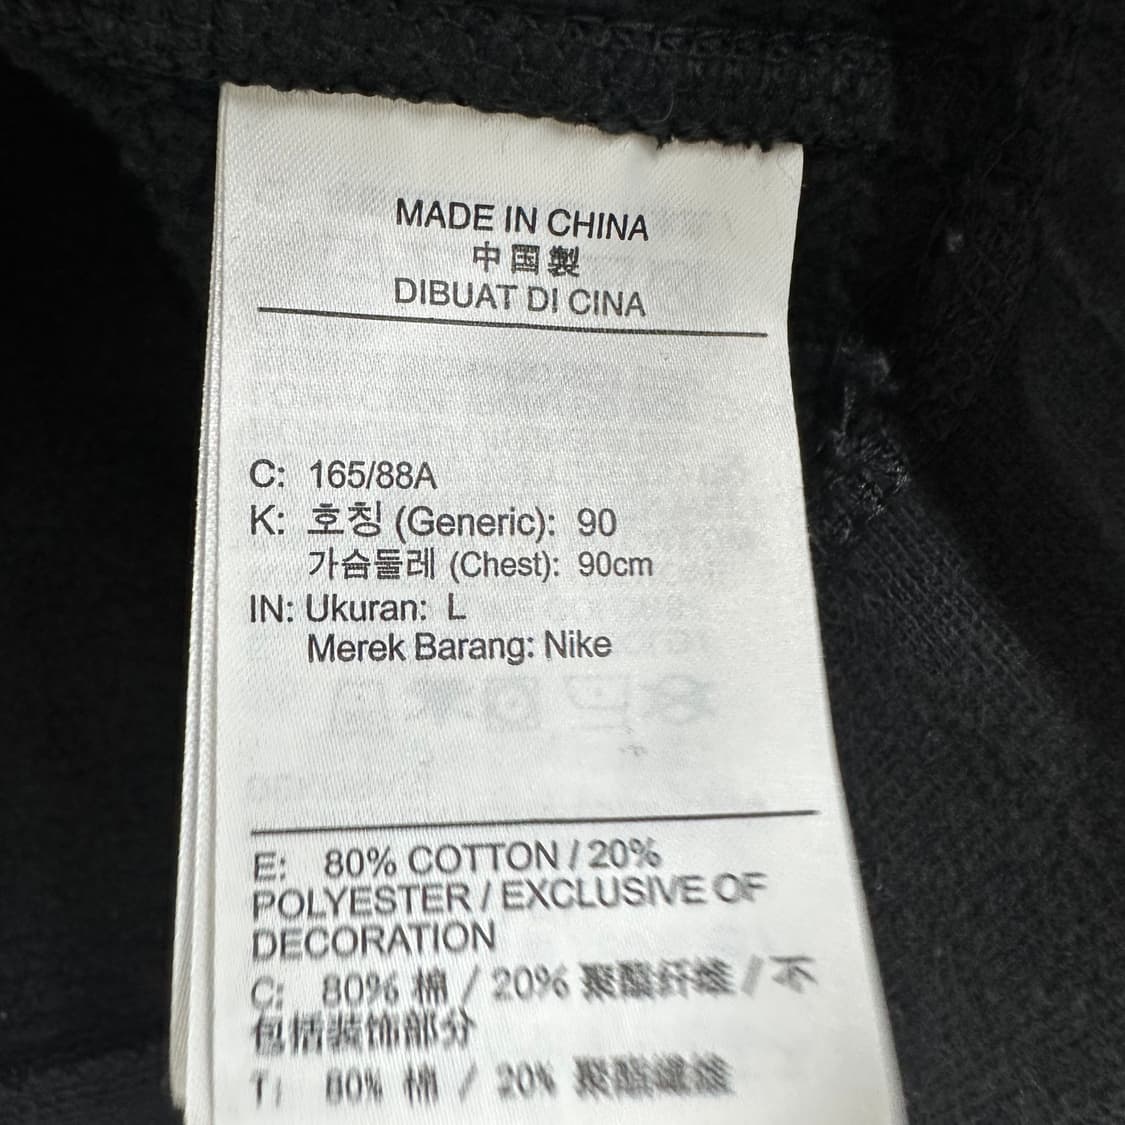 MADE IN CHINA
中国製
DIBUAT DI CINA
C: 165/88A
K: 호칭 (Generic): 90
가슴둘레 (Chest): 90cm
IN: Ukuran: L
Merek Barang: Nike
E: 80% COTTON / 20%
POLYESTER / EXCLUSIVE OF
DECORATION
C: 80% 棉 / 20% 聚酯纤维 / 不
包括装饰部分
T: 80% 棉 / 20% 聚酯纖維